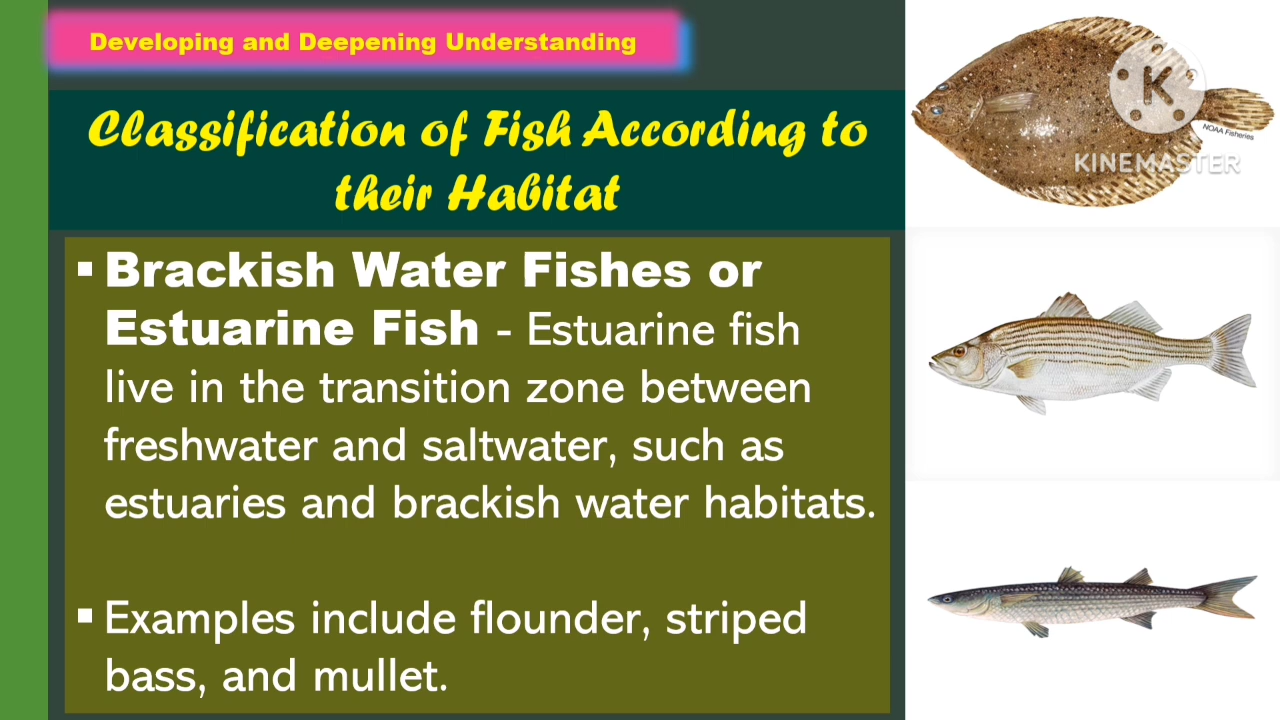 Developing and Deepening Understanding
Classification of Fish According to
their Habitat
▪ Brackish Water Fishes or
Estuarine Fish - Estuarine fish
live in the transition zone between
freshwater and saltwater, such as
estuaries and brackish water habitats.
▪ Examples include flounder, striped
bass, and mullet.
K
NOAA Fisheries
KINEMASTER